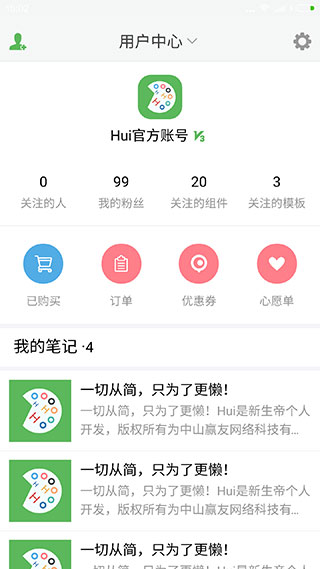 用户中心
Hui官方账号 V3
0 99 20 3
关注的人 我的粉丝 关注的组件 关注的模板
已购买 订单 优惠券 心愿单
我的笔记 ·4
一切从简，只为了更懒！
一切从简，只为了更懒！Hui是新生帝个人
开发，版权所有为中山赢友网络科技有...
一切从简，只为了更懒！
一切从简，只为了更懒！Hui是新生帝个人
开发，版权所有为中山赢友网络科技有...
一切从简，只为了更懒！